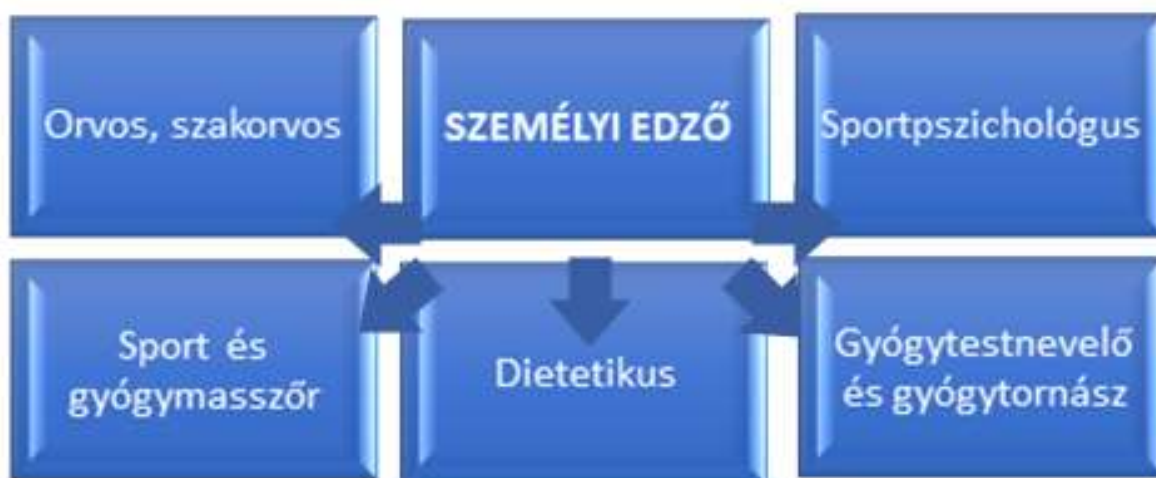 Orvos, szakorvos
SZEMÉLYI EDZŐ
Sportpszichológus
Sport és
gyógymasszőr
Dietetikus
Gyógytestnevelő
és gyógytornász